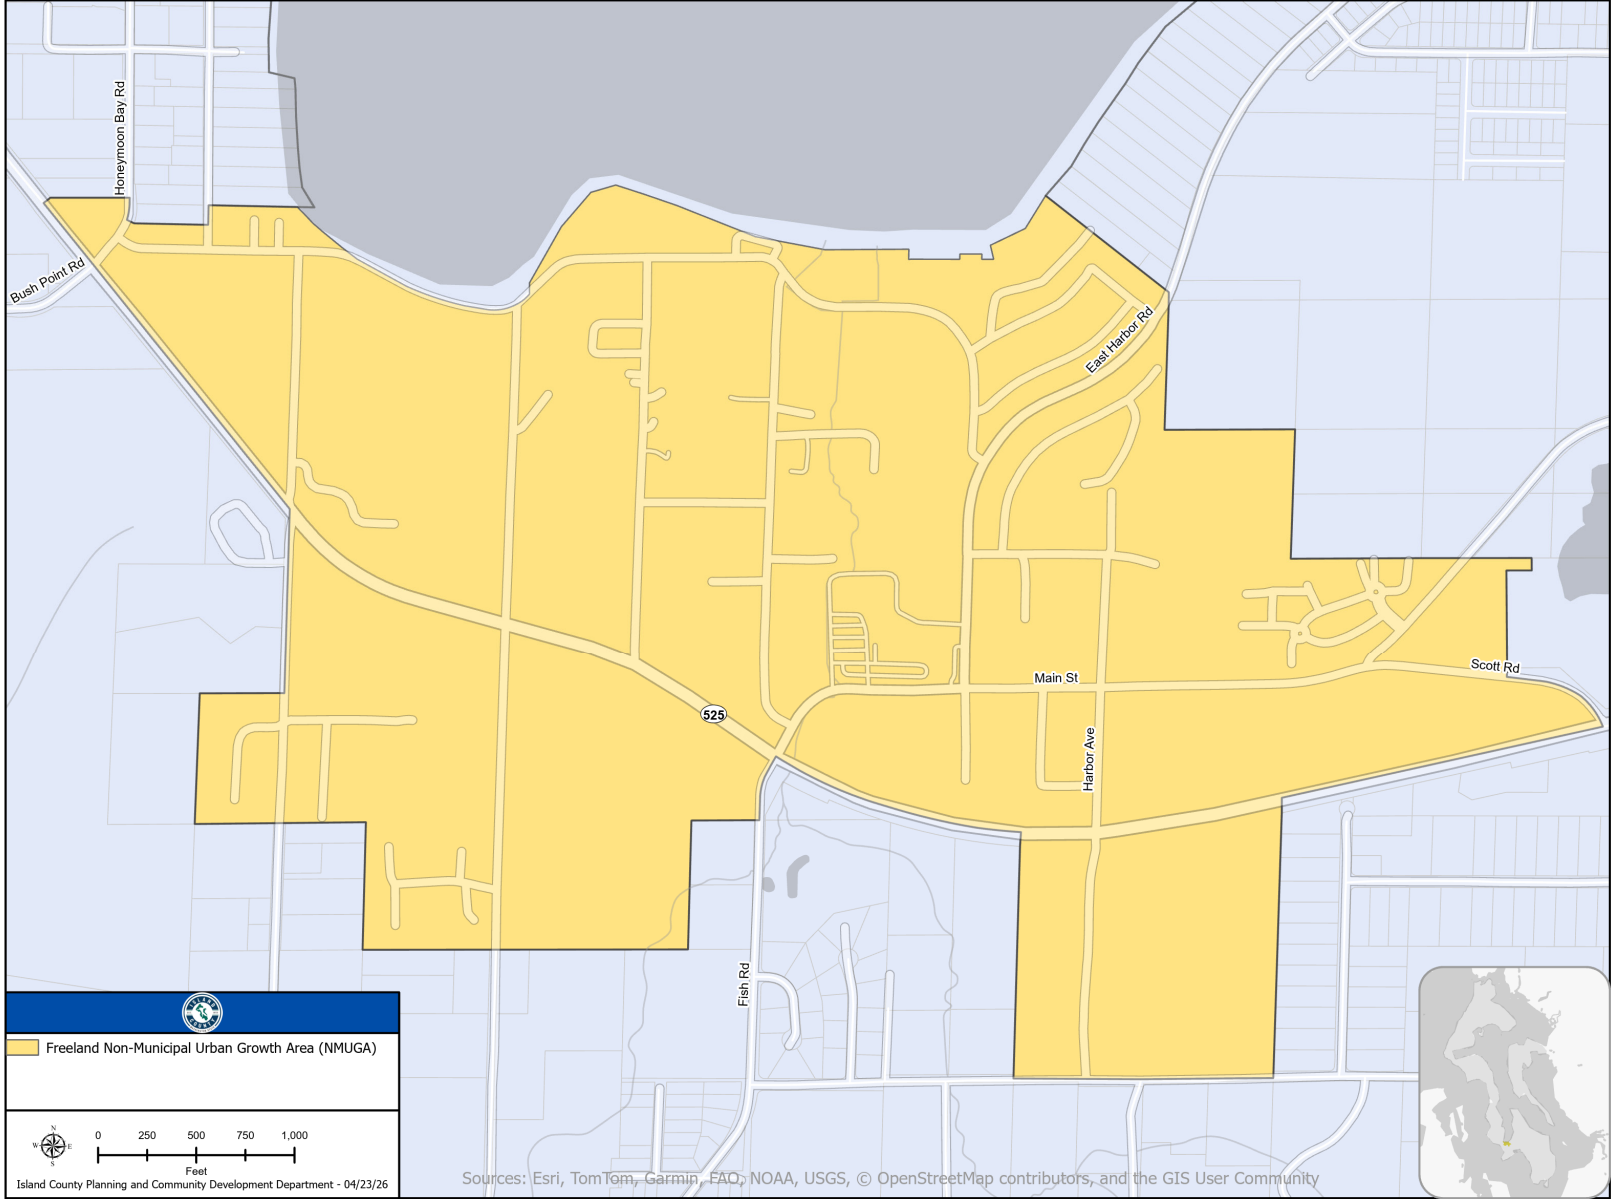 Honeymoon Bay Rd
Bush Point Rd
East Harbor Rd
Scott Rd
Main St
525
Harbor Ave
Fish Rd
ISLAND
COUNTY
Freeland Non-Municipal Urban Growth Area (NMUGA)
N
W
E
S
0 250 500 750 1,000
Feet
Island County Planning and Community Development Department - 04/23/26
Sources: Esri, TomTom, Garmin, FAO, NOAA, USGS, © OpenStreetMap contributors, and the GIS User Community